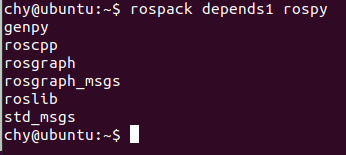 chy@ubuntu:~$ rospack depends1 rospy
genpy
roscpp
rosgraph
rosgraph_msgs
roslib
std_msgs
chy@ubuntu:~$